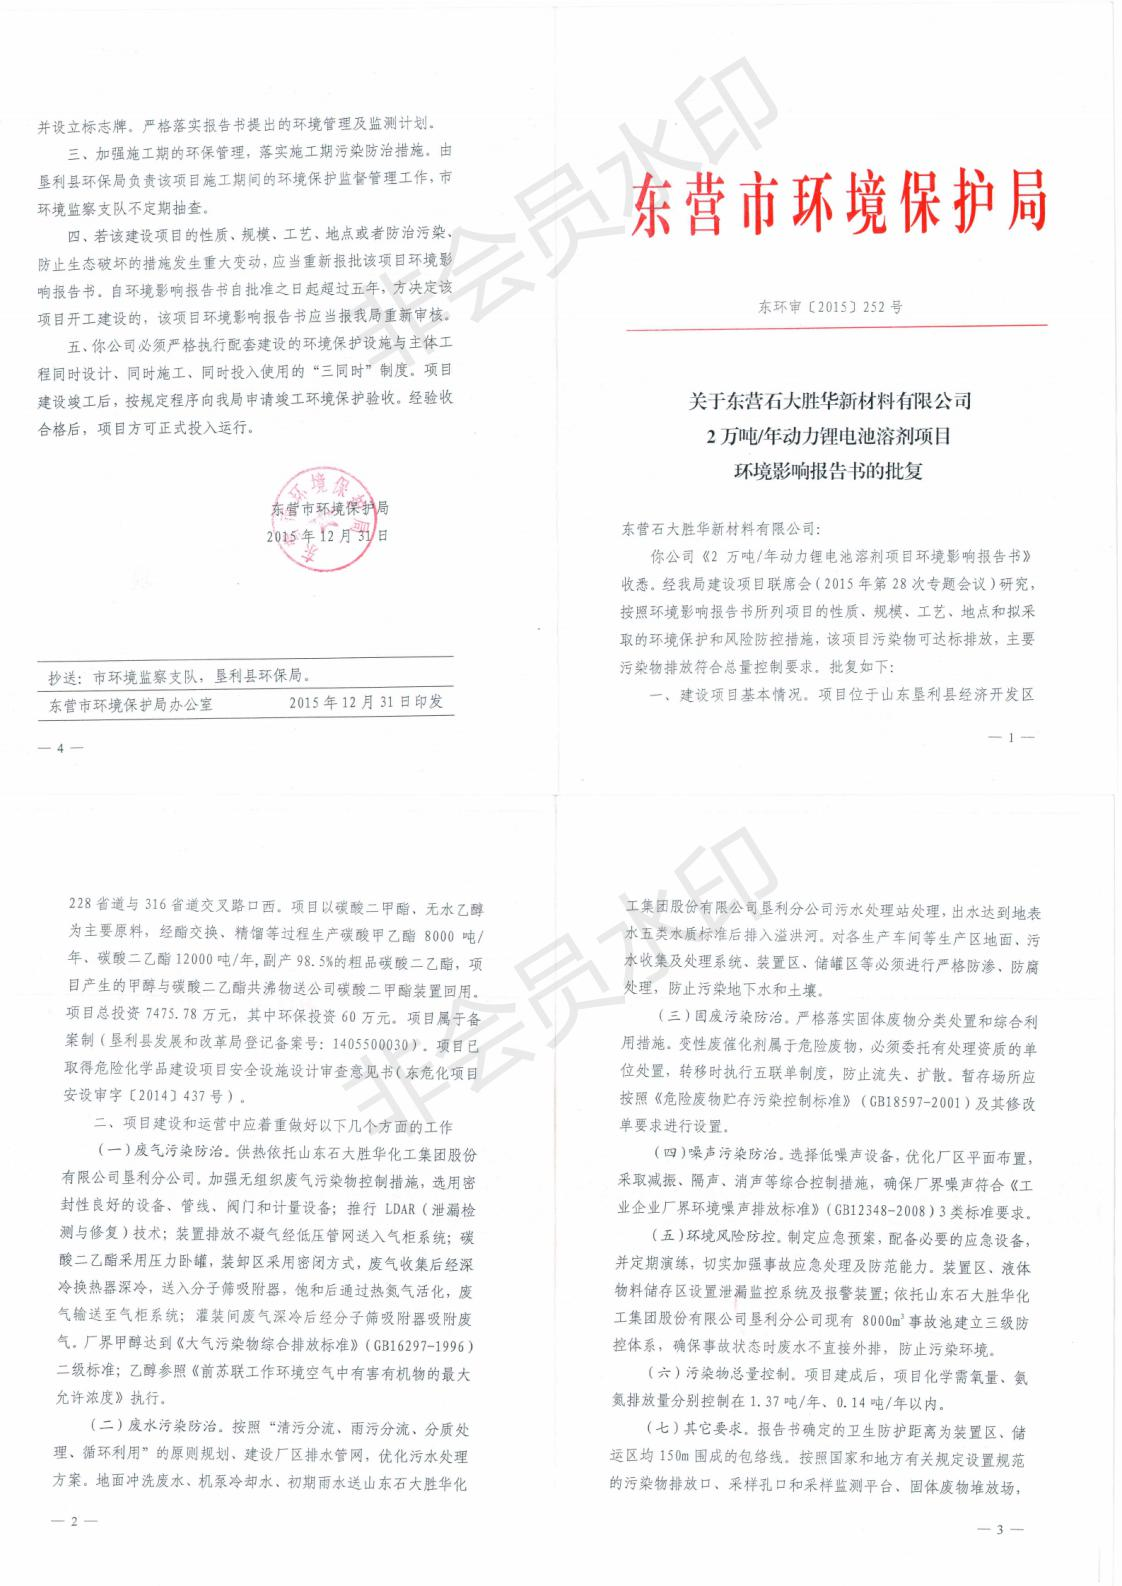 并设立标志牌。严格落实报告书提出的环境管理及监测计划。
三、加强施工期的环保管理，落实施工期污染防治措施。由
垦利县环保局负责该项目施工期间的环境保护监督管理工作，市
环境监察支队不定期抽查。
四、若该建设项目的性质、规模、工艺、地点或者防治污染、
防止生态破坏的措施发生重大变动，应当重新报批该项目环境影
响报告书。自环境影响报告书自批准之日起超过五年，方决定该
项目开工建设的，该项目环境影响报告书应当报我局重新审核。
五、你公司必须严格执行配套建设的环境保护设施与主体工
程同时设计、同时施工、同时投入使用的“三同时”制度。项目
建设竣工后，按规定程序向我局申请竣工环境保护验收。经验收
合格后，项目方可正式投入运行。
东营市环境保护局
2015年12月31日
抄送：市环境监察支队，垦利县环保局。
东营市环境保护局办公室 2015年12月31日印发
— 4 —
东营市环境保护局
东环审〔2015〕252号
关于东营石大胜华新材料有限公司
2万吨/年动力锂电池溶剂项目
环境影响报告书的批复
东营石大胜华新材料有限公司：
你公司《2万吨/年动力锂电池溶剂项目环境影响报告书》
收悉。经我局建设项目联席会（2015年第28次专题会议）研究，
按照环境影响报告书所列项目的性质、规模、工艺、地点和拟采
取的环境保护和风险防控措施，该项目污染物可达标排放，主要
污染物排放符合总量控制要求。批复如下：
一、建设项目基本情况。项目位于山东垦利县经济开发区
— 1 —
228省道与316省道交叉路口西。项目以碳酸二甲酯、无水乙醇
为主要原料，经酯交换、精馏等过程生产碳酸甲乙酯8000吨/
年、碳酸二乙酯12000吨/年,副产98.5%的粗品碳酸二乙酯，项
目产生的甲醇与碳酸二乙酯共沸物送公司碳酸二甲酯装置回用。
项目总投资7475.78万元，其中环保投资60万元。项目属于备
案制（垦利县发展和改革局登记备案号：1405500030）。项目已
取得危险化学品建设项目安全设施设计审查意见书（东危化项目
安设审字〔2014〕437号）。
二、项目建设和运营中应着重做好以下几个方面的工作
（一）废气污染防治。供热依托山东石大胜华化工集团股份
有限公司垦利分公司。加强无组织废气污染物控制措施，选用密
封性良好的设备、管线、阀门和计量设备；推行LDAR（泄漏检
测与修复）技术；装置排放不凝气经低压管网送入气柜系统；碳
酸二乙酯采用压力卧罐，装卸区采用密闭方式，废气收集后经深
冷换热器深冷，送入分子筛吸附器，饱和后通过热氮气活化，废
气输送至气柜系统；灌装间废气深冷后经分子筛吸附器吸附废
气。厂界甲醇达到《大气污染物综合排放标准》（GB16297-1996）
二级标准；乙醇参照《前苏联工作环境空气中有害有机物的最大
允许浓度》执行。
（二）废水污染防治。按照“清污分流、雨污分流、分质处
理、循环利用”的原则规划、建设厂区排水管网，优化污水处理
方案。地面冲洗废水、机泵冷却水、初期雨水送山东石大胜华化
— 2 —
工集团股份有限公司垦利分公司污水处理站处理，出水达到地表
水五类水质标准后排入溢洪河。对各生产车间等生产区地面、污
水收集及处理系统、装置区、储罐区等必须进行严格防渗、防腐
处理，防止污染地下水和土壤。
（三）固废污染防治。严格落实固体废物分类处置和综合利
用措施。变性废催化剂属于危险废物，必须委托有处理资质的单
位处置，转移时执行五联单制度，防止流失、扩散。暂存场所应
按照《危险废物贮存污染控制标准》（GB18597-2001）及其修改
单要求进行设置。
（四）噪声污染防治。选择低噪声设备，优化厂区平面布置，
采取减振、隔声、消声等综合控制措施，确保厂界噪声符合《工
业企业厂界环境噪声排放标准》（GB12348-2008）3类标准要求。
（五）环境风险防控。制定应急预案，配备必要的应急设备，
并定期演练，切实加强事故应急处理及防范能力。装置区、液体
物料储存区设置泄漏监控系统及报警装置；依托山东石大胜华化
工集团股份有限公司垦利分公司现有8000m³事故池建立三级防
控体系，确保事故状态时废水不直接外排，防止污染环境。
（六）污染物总量控制。项目建成后，项目化学需氧量、氨
氮排放量分别控制在1.37吨/年、0.14吨/年以内。
（七）其它要求。报告书确定的卫生防护距离为装置区、储
运区均150m围成的包络线。按照国家和地方有关规定设置规范
的污染物排放口、采样孔口和采样监测平台、固体废物堆放场，
— 3 —
非会员水印
非会员水印